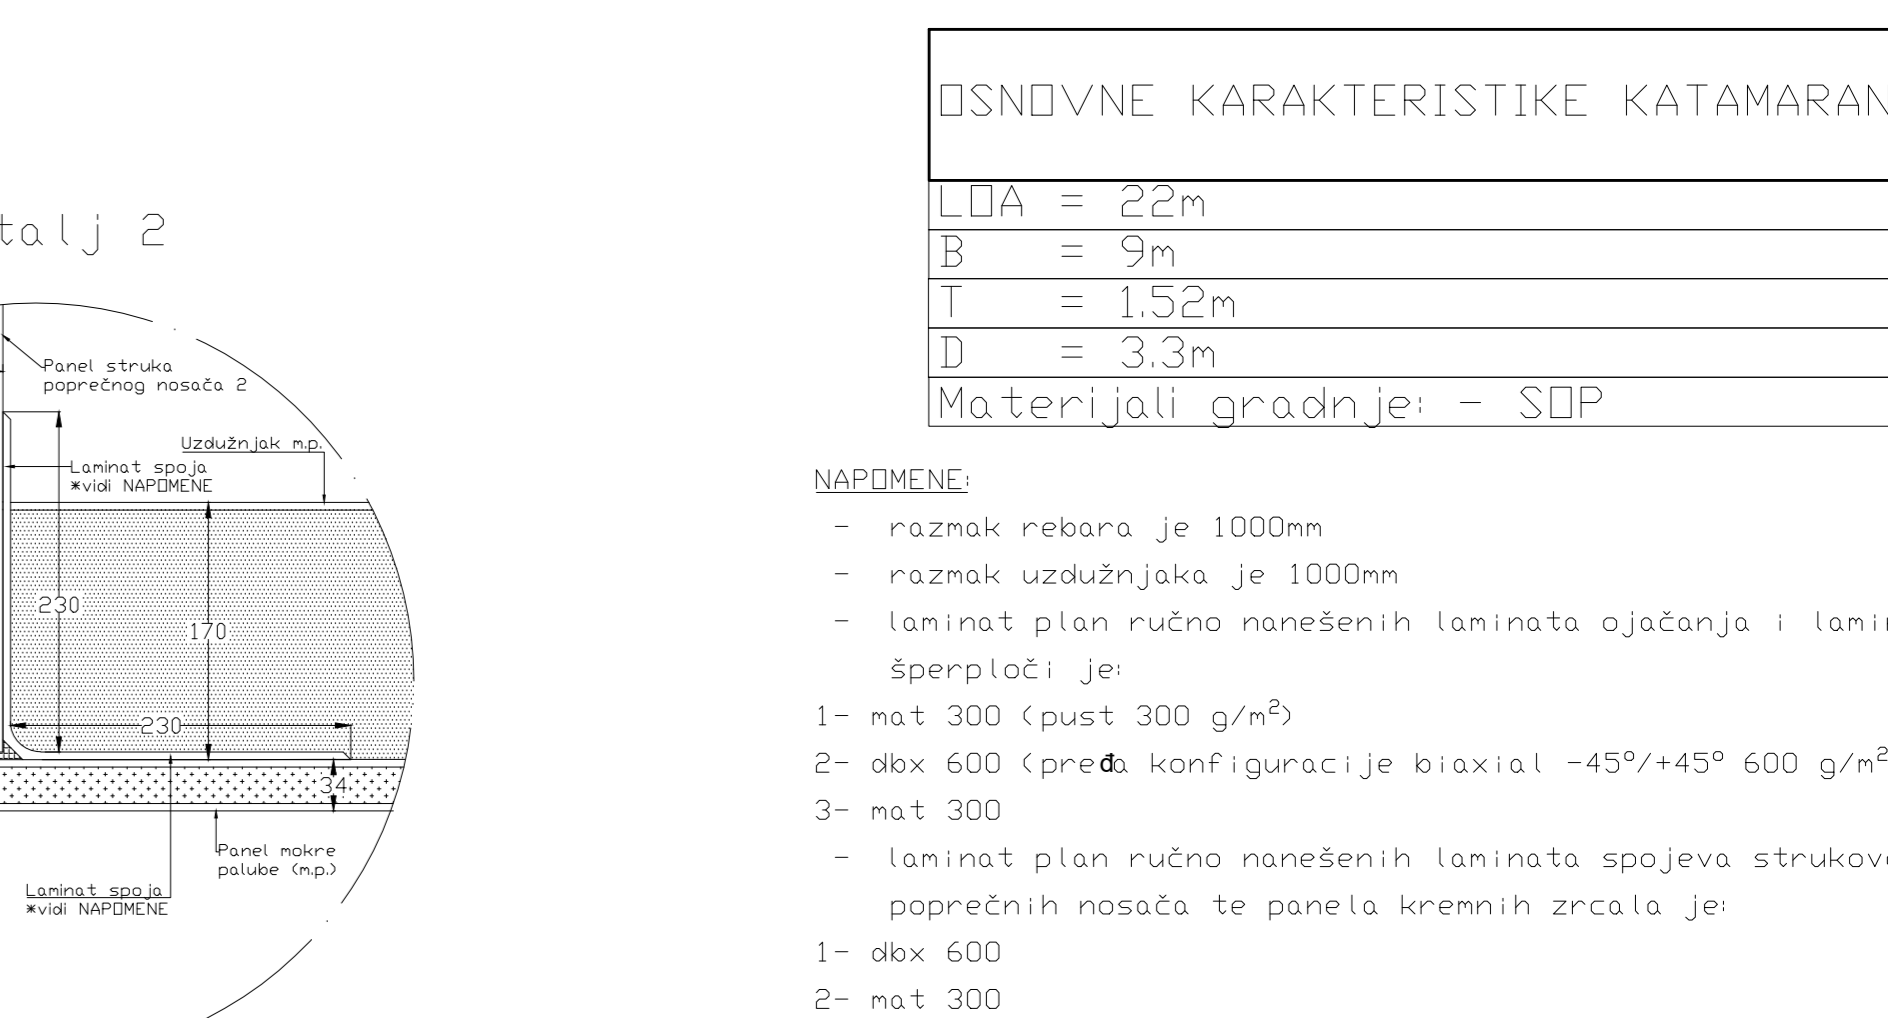 talj 2
Panel struka
poprečnog nosača 2
Uzdužnjak m.p.
Laminat spoja
*vidi NAPOMENE
230
170
230
34
Panel mokre
palube (m.p.)
Laminat spoja
*vidi NAPOMENE
OSNOVNE KARAKTERISTIKE KATAMARAN
LOA = 22m
B = 9m
T = 1.52m
D = 3.3m
Materijali gradnje: - SOP
NAPOMENE:
- razmak rebara je 1000mm
- razmak uzdužnjaka je 1000mm
- laminat plan ručno nanešenih laminata ojačanja i lamin
šperploči je:
1- mat 300 (pust 300 g/m²)
2- dbx 600 (pređa konfiguracije biaxial -45°/+45° 600 g/m²
3- mat 300
- laminat plan ručno nanešenih laminata spojeva strukov
poprečnih nosača te panela kremnih zrcala je:
1- dbx 600
2- mat 300